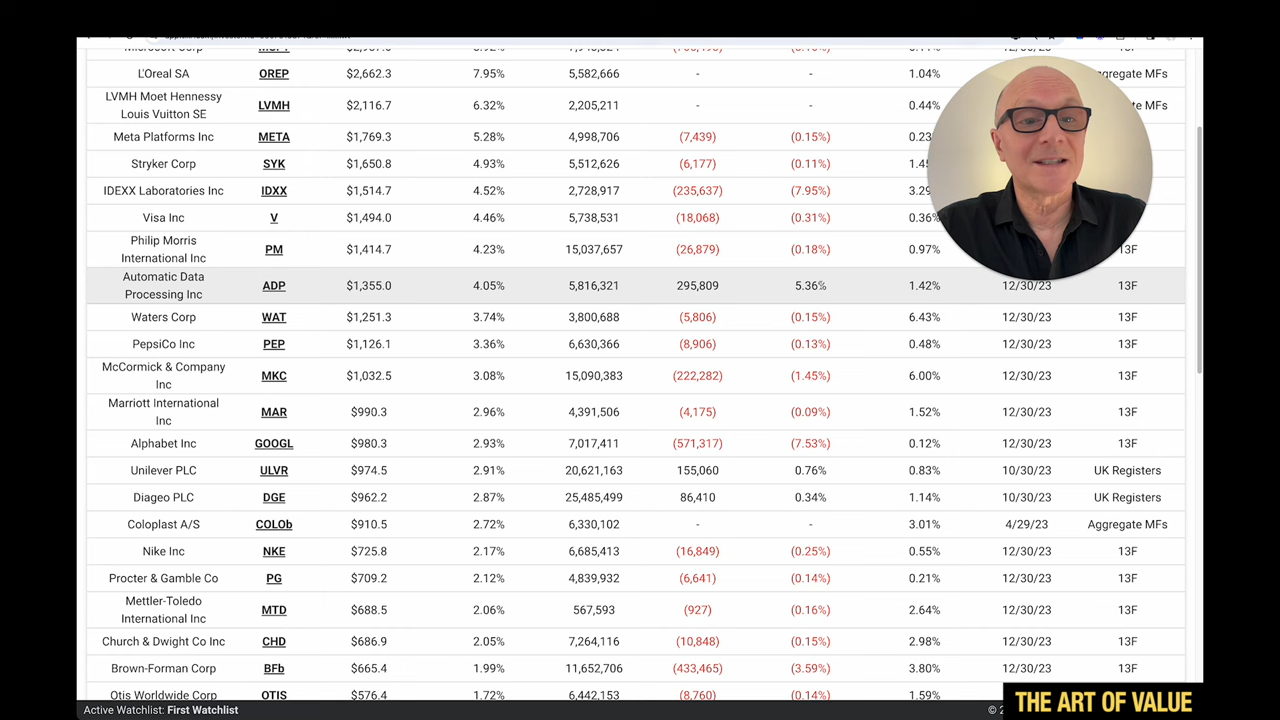 L'Oreal SA OREP $2,662.3 7.95% 5,582,666 - - 1.04% Aggregate MFs
LVMH Moet Hennessy
Louis Vuitton SE LVMH $2,116.7 6.32% 2,205,211 - - 0.44%
Meta Platforms Inc META $1,769.3 5.28% 4,998,706 (7,439) (0.15%)
Stryker Corp SYK $1,650.8 4.93% 5,512,626 (6,177) (0.11%)
IDEXX Laboratories Inc IDXX $1,514.7 4.52% 2,728,917 (235,637) (7.95%)
Visa Inc V $1,494.0 4.46% 5,738,531 (18,068) (0.31%) 0.36%
Philip Morris
International Inc PM $1,414.7 4.23% 15,037,657 (26,879) (0.18%) 0.97% 13F
Automatic Data
Processing Inc ADP $1,355.0 4.05% 5,816,321 295,809 5.36% 1.42% 12/30/23 13F
Waters Corp WAT $1,251.3 3.74% 3,800,688 (5,806) (0.15%) 6.43% 12/30/23 13F
PepsiCo Inc PEP $1,126.1 3.36% 6,630,366 (8,906) (0.13%) 0.48% 12/30/23 13F
McCormick & Company
Inc MKC $1,032.5 3.08% 15,090,383 (222,282) (1.45%) 6.00% 12/30/23 13F
Marriott International
Inc MAR $990.3 2.96% 4,391,506 (4,175) (0.09%) 1.52% 12/30/23 13F
Alphabet Inc GOOGL $980.3 2.93% 7,017,411 (571,317) (7.53%) 0.12% 12/30/23 13F
Unilever PLC ULVR $974.5 2.91% 20,621,163 155,060 0.76% 0.83% 10/30/23 UK Registers
Diageo PLC DGE $962.2 2.87% 25,485,499 86,410 0.34% 1.14% 10/30/23 UK Registers
Coloplast A/S COLOb $910.5 2.72% 6,330,102 - - 3.01% 4/29/23 Aggregate MFs
Nike Inc NKE $725.8 2.17% 6,685,413 (16,849) (0.25%) 0.55% 12/30/23 13F
Procter & Gamble Co PG $709.2 2.12% 4,839,932 (6,641) (0.14%) 0.21% 12/30/23 13F
Mettler-Toledo
International Inc MTD $688.5 2.06% 567,593 (927) (0.16%) 2.64% 12/30/23 13F
Church & Dwight Co Inc CHD $686.9 2.05% 7,264,116 (10,848) (0.15%) 2.98% 12/30/23 13F
Brown-Forman Corp BFb $665.4 1.99% 11,652,706 (433,465) (3.59%) 3.80% 12/30/23 13F
Otis Worldwide Corp OTIS $576.4 1.72% 6,442,153 (8,760) (0.14%) 1.59%
Active Watchlist: First Watchlist ©
THE ART OF VALUE